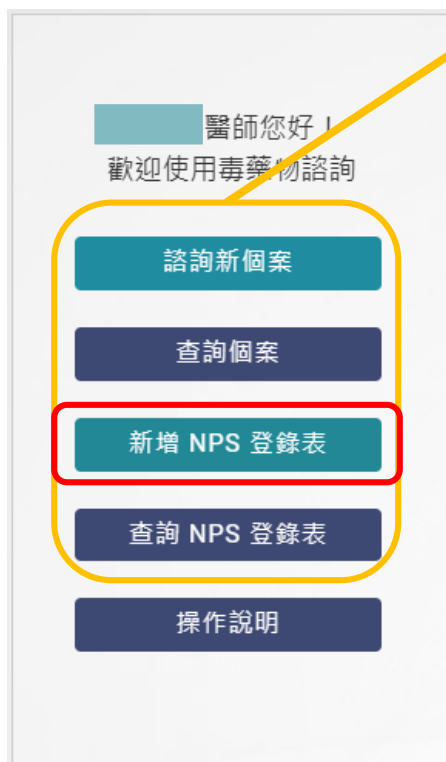 醫師您好！
歡迎使用毒藥物諮詢
諮詢新個案
查詢個案
新增 NPS 登錄表
查詢 NPS 登錄表
操作說明